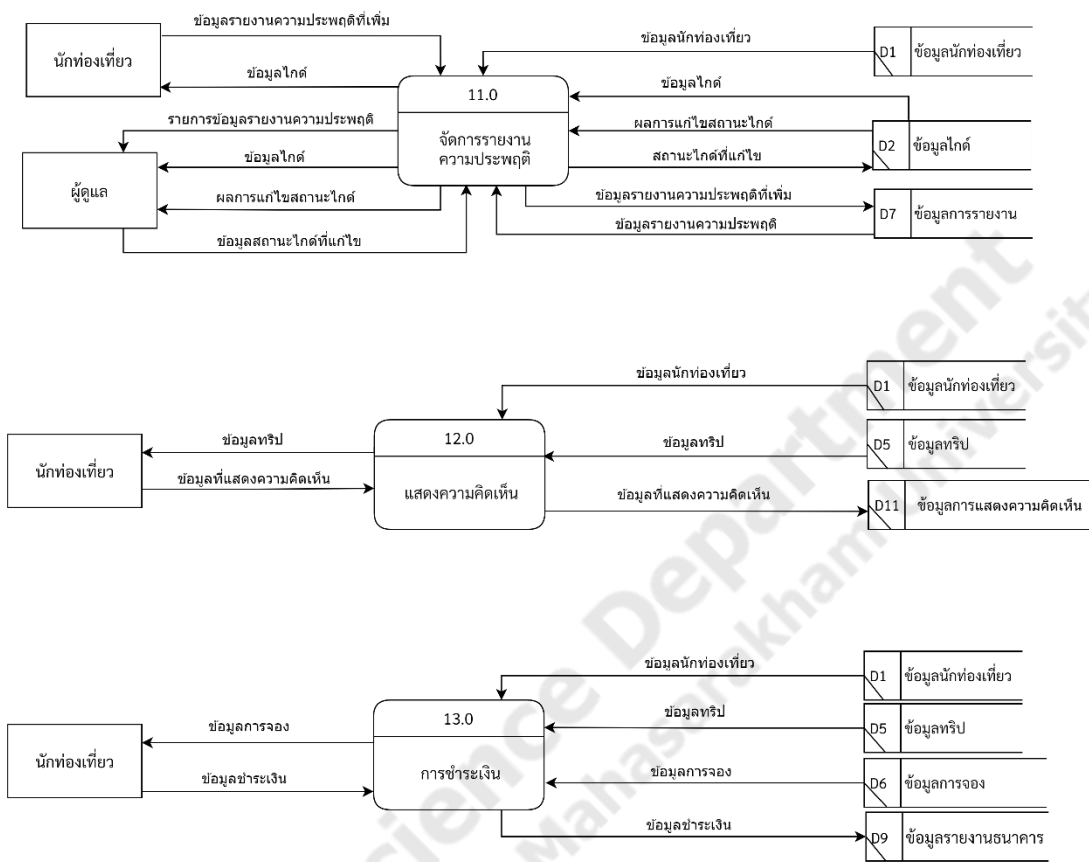 ข้อมูลรายงานความประพฤติที่เพิ่ม
นักท่องเที่ยว
ข้อมูลไกด์
ข้อมูลนักท่องเที่ยว
D1 ข้อมูลนักท่องเที่ยว
11.0
จัดการรายงาน
ความประพฤติ
ข้อมูลไกด์
รายการข้อมูลรายงานความประพฤติ
ผลการแก้ไขสถานะไกด์
D2 ข้อมูลไกด์
ข้อมูลไกด์
สถานะไกด์ที่แก้ไข
ผู้ดูแล
ผลการแก้ไขสถานะไกด์
ข้อมูลรายงานความประพฤติที่เพิ่ม
D7 ข้อมูลการรายงาน
ข้อมูลรายงานความประพฤติ
ข้อมูลสถานะไกด์ที่แก้ไข
ข้อมูลนักท่องเที่ยว
D1 ข้อมูลนักท่องเที่ยว
12.0
แสดงความคิดเห็น
ข้อมูลทริป
ข้อมูลทริป
D5 ข้อมูลทริป
นักท่องเที่ยว
ข้อมูลที่แสดงความคิดเห็น
ข้อมูลที่แสดงความคิดเห็น
D11 ข้อมูลการแสดงความคิดเห็น
ข้อมูลนักท่องเที่ยว
D1 ข้อมูลนักท่องเที่ยว
13.0
การชำระเงิน
ข้อมูลการจอง
ข้อมูลทริป
D5 ข้อมูลทริป
นักท่องเที่ยว
ข้อมูลชำระเงิน
ข้อมูลการจอง
D6 ข้อมูลการจอง
ข้อมูลชำระเงิน
D9 ข้อมูลรายงานธนาคาร
Department
Mahasarakham